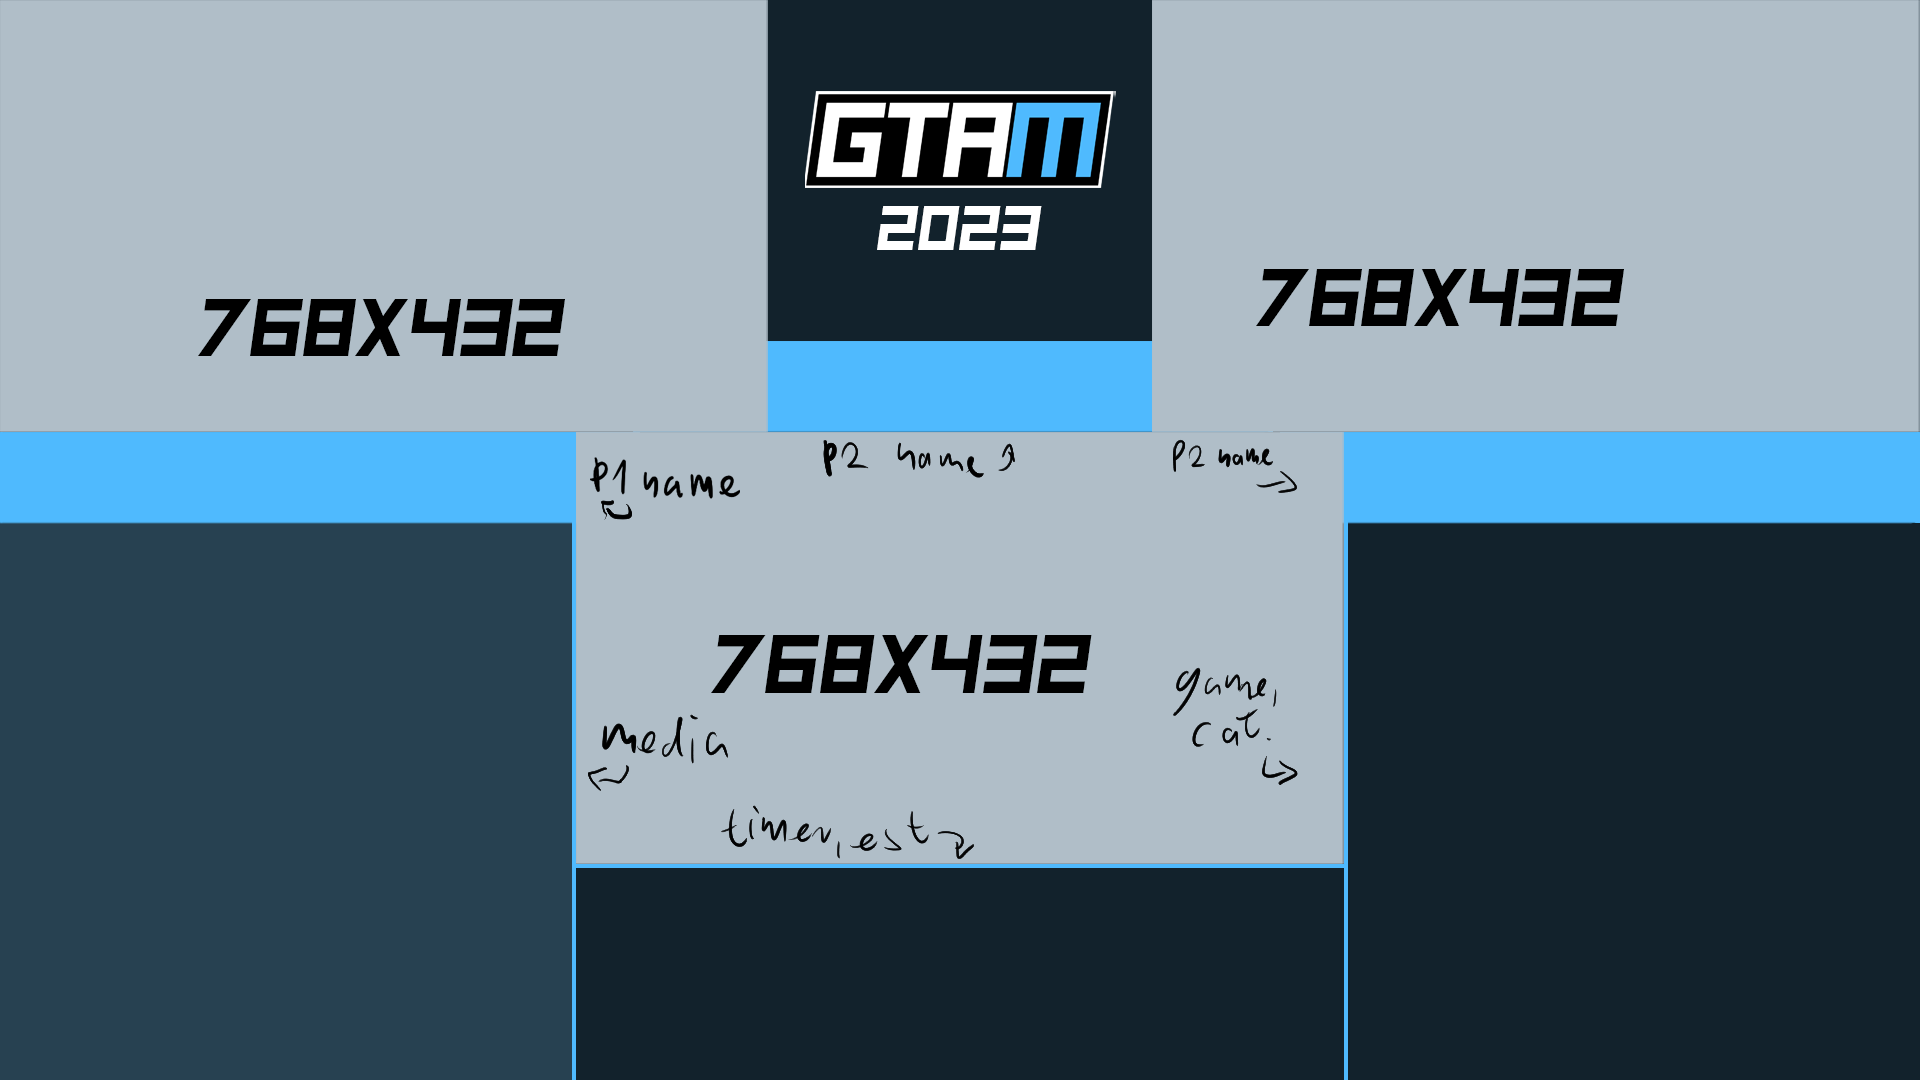 GTAM
2023
768X432
768X432
P1 name
P2 name
P2 name
768X432
game,
cat.
media
timer, est